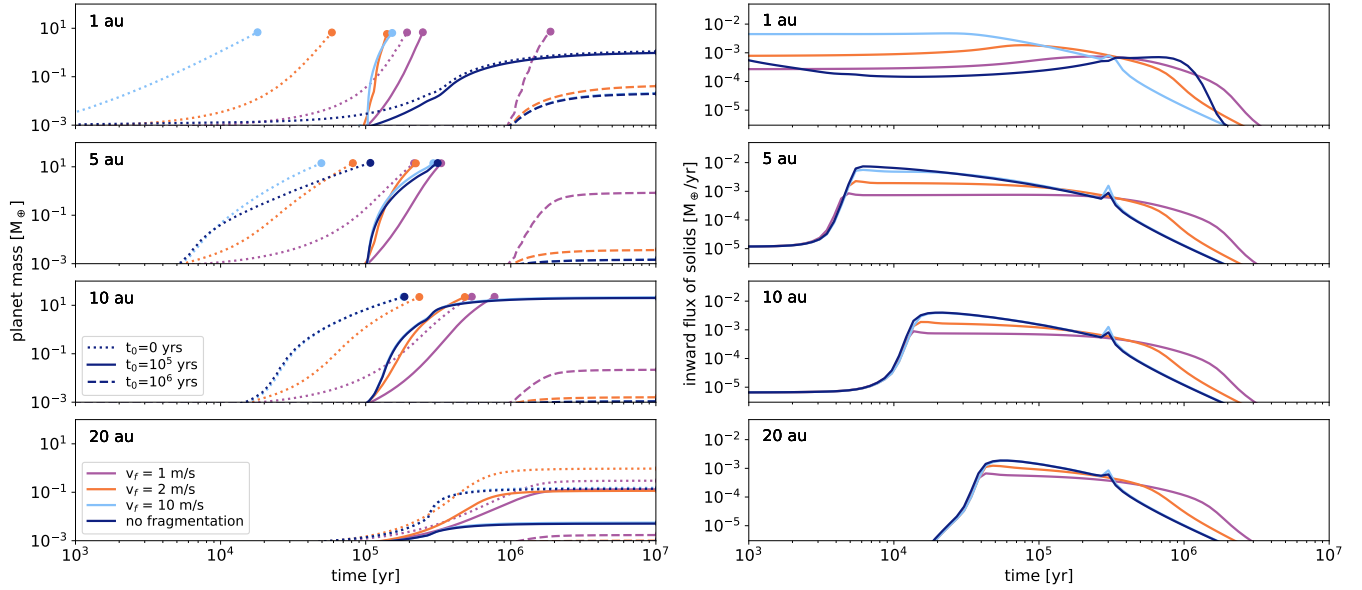 1 au
10¹
10⁻¹
10⁻³
5 au
10¹
10⁻¹
10⁻³
10 au
10¹
10⁻¹
10⁻³
t₀=0 yrs
t₀=10⁵ yrs
t₀=10⁶ yrs
20 au
10¹
10⁻¹
10⁻³
v_f = 1 m/s
v_f = 2 m/s
v_f = 10 m/s
no fragmentation
10³ 10⁴ 10⁵ 10⁶ 10⁷
time [yr]
planet mass [M⊕]
1 au
10⁻²
10⁻³
10⁻⁴
10⁻⁵
5 au
10⁻²
10⁻³
10⁻⁴
10⁻⁵
10 au
10⁻²
10⁻³
10⁻⁴
10⁻⁵
20 au
10⁻²
10⁻³
10⁻⁴
10⁻⁵
10³ 10⁴ 10⁵ 10⁶ 10⁷
time [yr]
inward flux of solids [M⊕/yr]